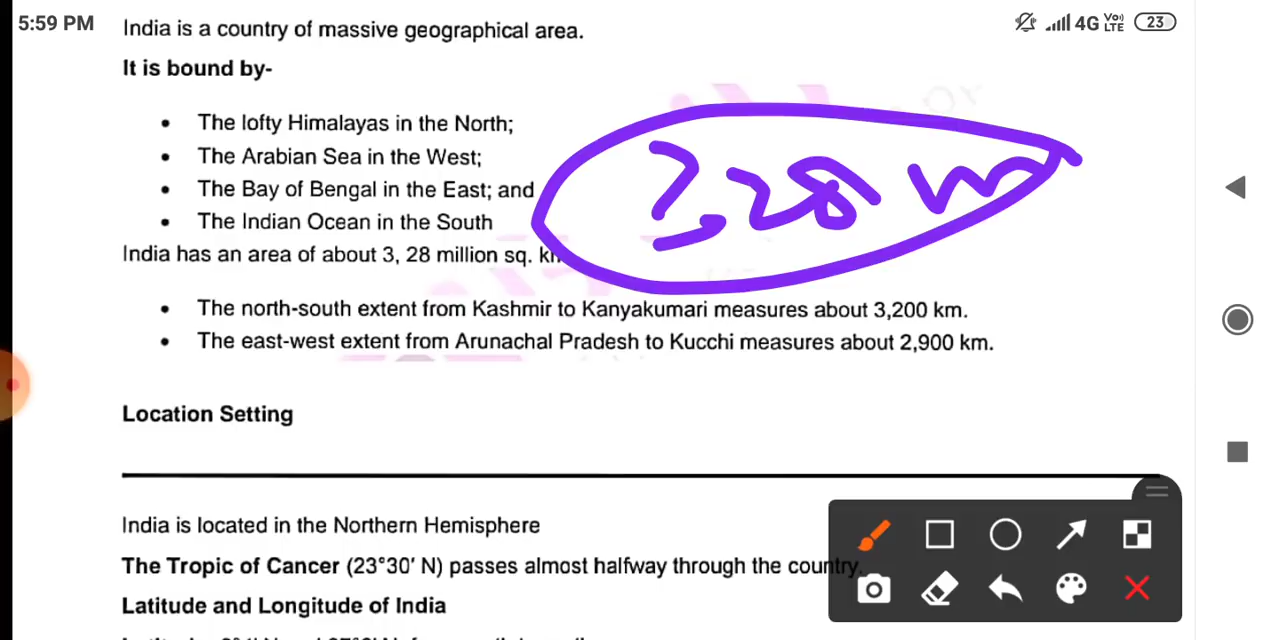 5:59 PM
4G
Vo)
LTE
23
India is a country of massive geographical area.
It is bound by-
• The lofty Himalayas in the North;
• The Arabian Sea in the West;
• The Bay of Bengal in the East; and
• The Indian Ocean in the South
3,28 m
India has an area of about 3, 28 million sq.
• The north-south extent from Kashmir to Kanyakumari measures about 3,200 km.
• The east-west extent from Arunachal Pradesh to Kucchi measures about 2,900 km.
Location Setting
India is located in the Northern Hemisphere
The Tropic of Cancer (23°30′ N) passes almost halfway through the country.
Latitude and Longitude of India